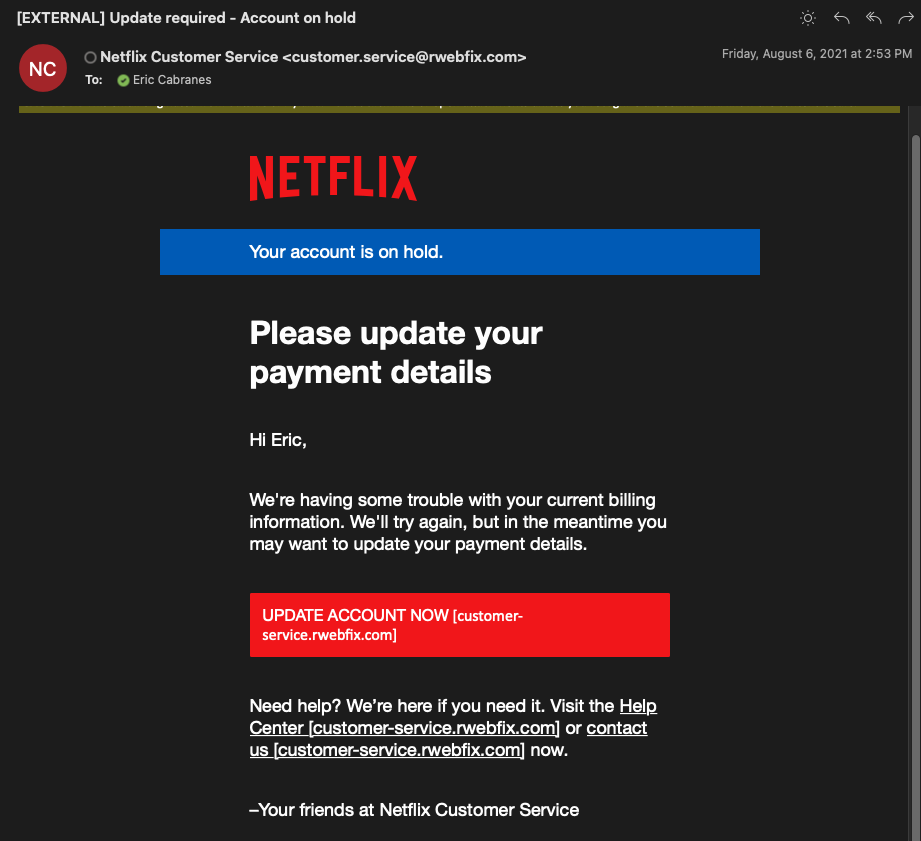 [EXTERNAL] Update required - Account on hold
NC
Netflix Customer Service <customer.service@rwebfix.com>
Friday, August 6, 2021 at 2:53 PM
To: Eric Cabranes
NETFLIX
Your account is on hold.
Please update your
payment details
Hi Eric,
We're having some trouble with your current billing
information. We'll try again, but in the meantime you
may want to update your payment details.
UPDATE ACCOUNT NOW [customer-
service.rwebfix.com]
Need help? We’re here if you need it. Visit the Help
Center [customer-service.rwebfix.com] or contact
us [customer-service.rwebfix.com] now.
–Your friends at Netflix Customer Service